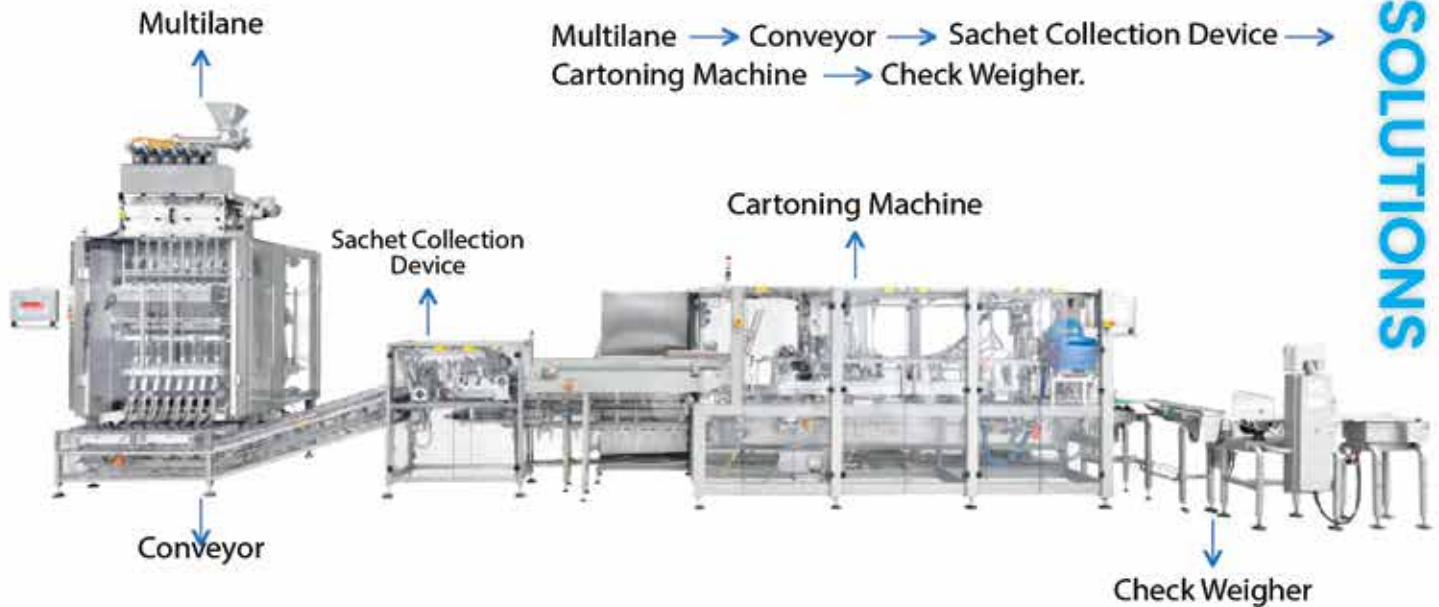 Multilane
Multilane → Conveyor → Sachet Collection Device →
Cartoning Machine → Check Weigher.
SOLUTIONS
Cartoning Machine
Sachet Collection
Device
Conveyor
Check Weigher